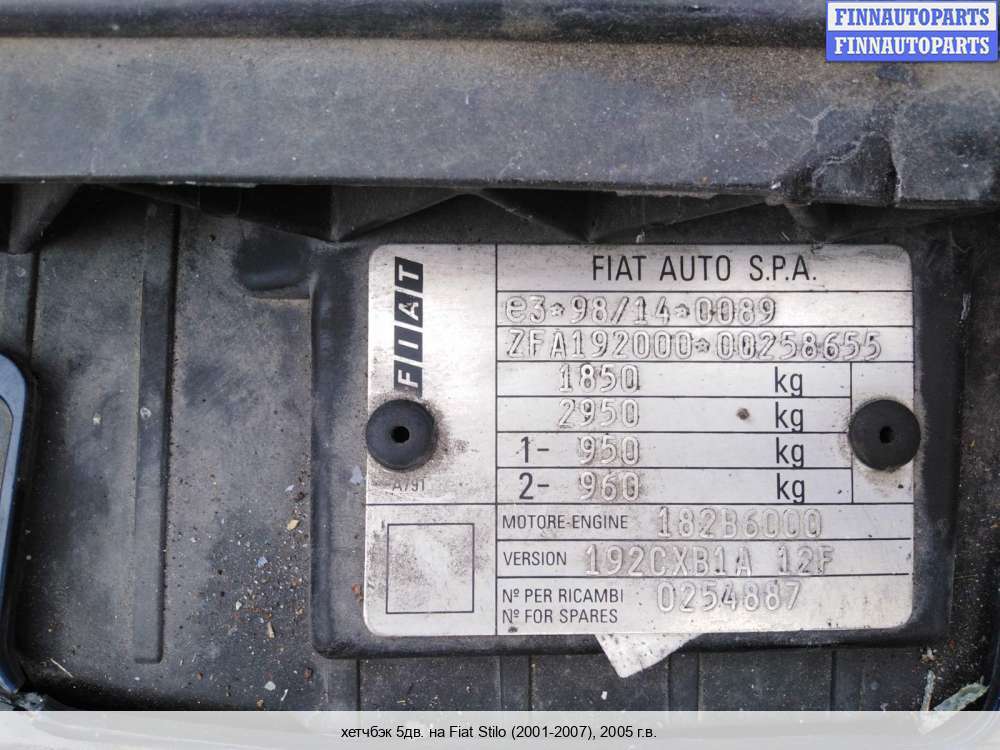 FINNAUTOPARTS
FINNAUTOPARTS
FIAT
FIAT AUTO S.P.A.
e3*98/14*0089
ZFA192000*00258655
1850 kg
2950 kg
1- 950 kg
2- 960 kg
A791
MOTORE-ENGINE 182B6000
VERSION 192CXB1A 12F
Nº PER RICAMBI 0254887
Nº FOR SPARES
хетчбэк 5дв. на Fiat Stilo (2001-2007), 2005 г.в.